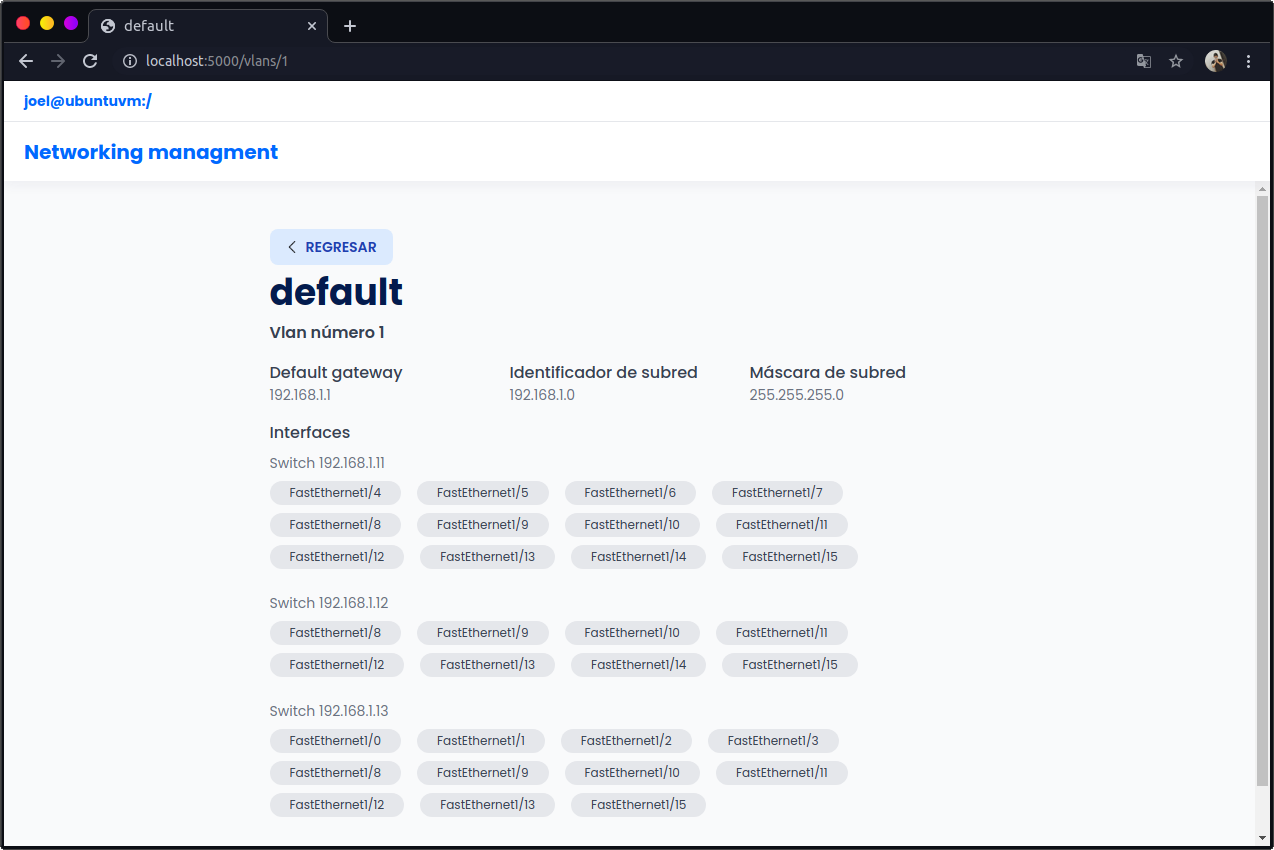 default
localhost:5000/vlans/1
joel@ubuntuvm:/
Networking managment
REGRESAR
default
Vlan número 1
Default gateway Identificador de subred Máscara de subred
192.168.1.1 192.168.1.0 255.255.255.0
Interfaces
Switch 192.168.1.11
FastEthernet1/4 FastEthernet1/5 FastEthernet1/6 FastEthernet1/7
FastEthernet1/8 FastEthernet1/9 FastEthernet1/10 FastEthernet1/11
FastEthernet1/12 FastEthernet1/13 FastEthernet1/14 FastEthernet1/15
Switch 192.168.1.12
FastEthernet1/8 FastEthernet1/9 FastEthernet1/10 FastEthernet1/11
FastEthernet1/12 FastEthernet1/13 FastEthernet1/14 FastEthernet1/15
Switch 192.168.1.13
FastEthernet1/0 FastEthernet1/1 FastEthernet1/2 FastEthernet1/3
FastEthernet1/8 FastEthernet1/9 FastEthernet1/10 FastEthernet1/11
FastEthernet1/12 FastEthernet1/13 FastEthernet1/15